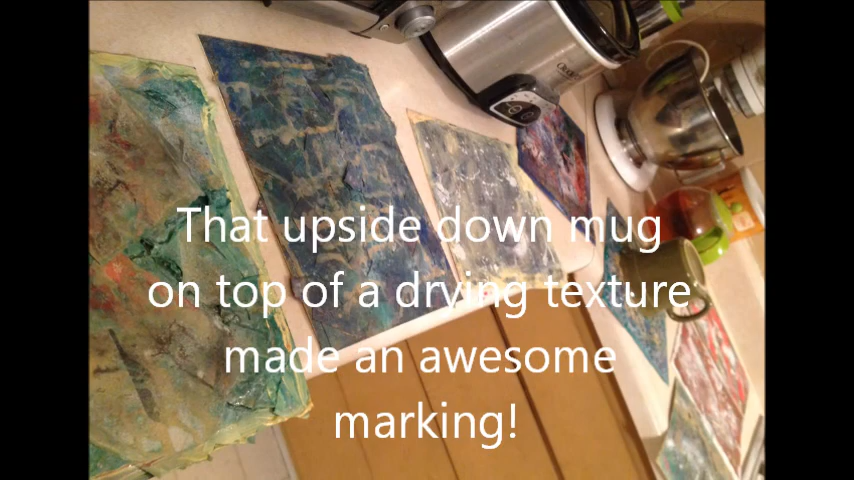 That upside down mug
on top of a drying texture
made an awesome
marking!